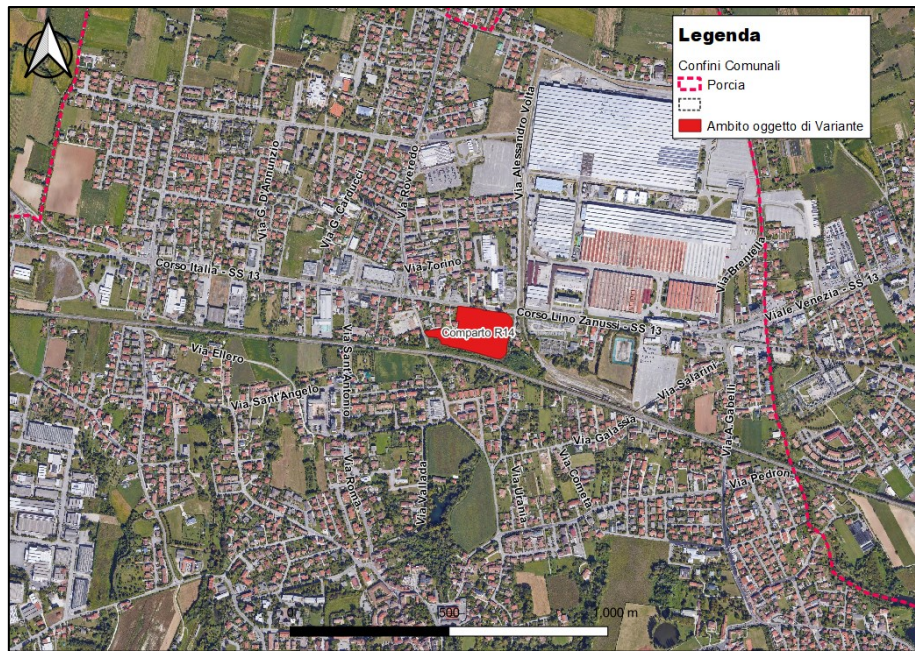 Legenda
Confini Comunali
Porcia
Ambito oggetto di Variante
Via Alessandro Volta
Via G. D'Annunzio
Via G. Carducci
Via Roveredo
Via Torino
Corso Italia - SS 13
Via Brentella
Viale Venezia - SS 13
Corso Lino Zanussi - SS 13
Comparto R14
Via Ellero
Via Sant'Antonio
Via Sant'Angelo
Via Salarini
Via A. Gabelli
Via Galassia
Via Cometa
Via Pedron
Via Vallada
Via Urania
Via Roma
0
500
1.000 m